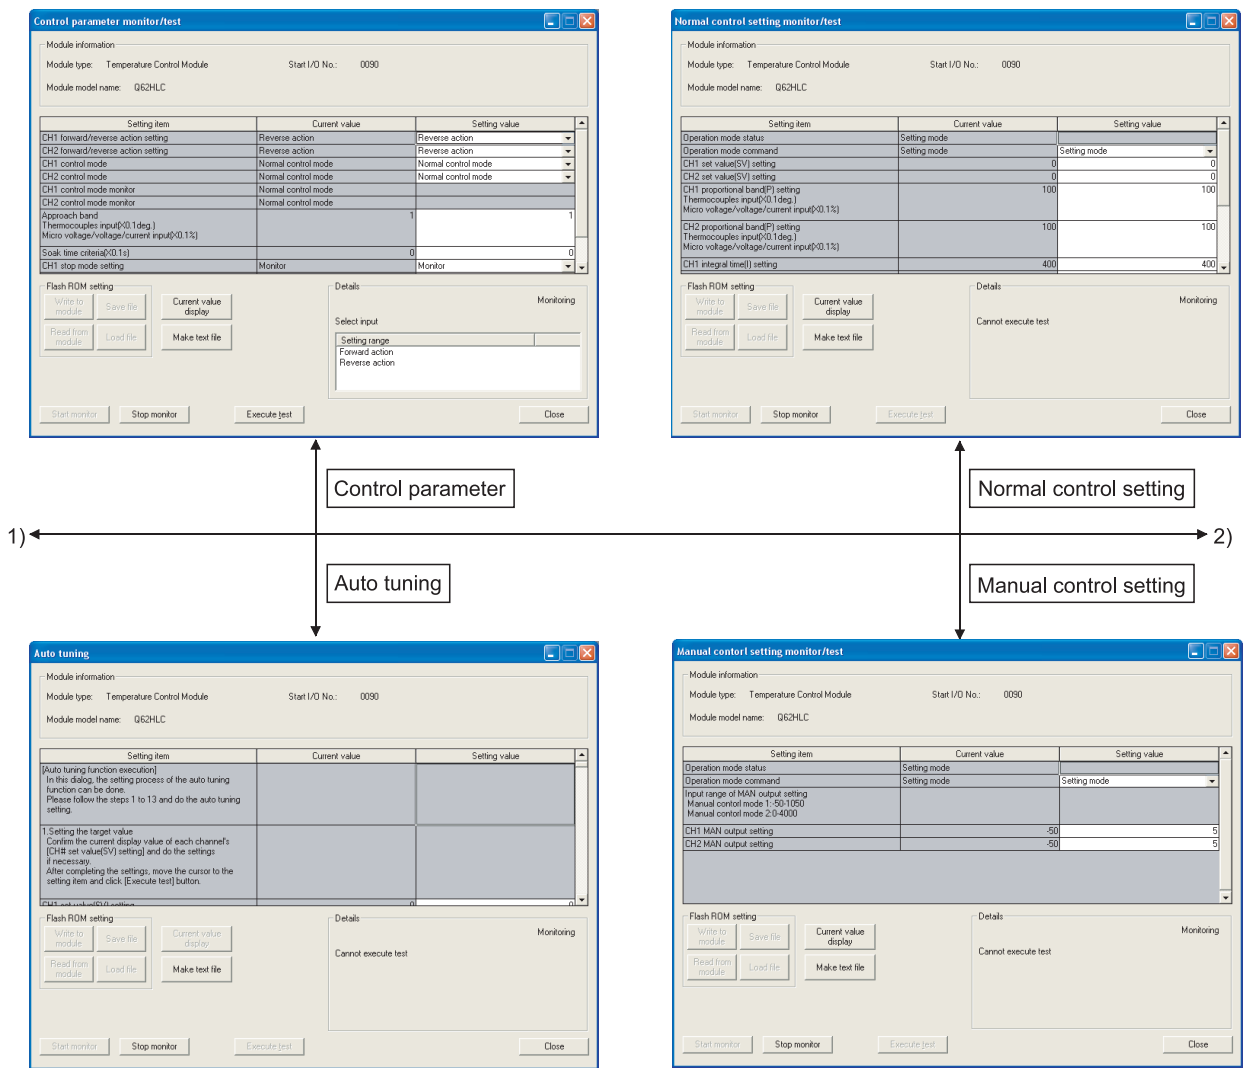 Control parameter monitor/test
Module information
Module type: Temperature Control Module Start I/O No.: 0090
Module model name: Q62HLC
Setting item Current value Setting value
CH1 forward/reverse action setting Reverse action Reverse action
CH2 forward/reverse action setting Reverse action Reverse action
CH1 control mode Normal control mode Normal control mode
CH2 control mode Normal control mode Normal control mode
CH1 control mode monitor Normal control mode
CH2 control mode monitor Normal control mode
Approach band 1 1
Thermocouples input(X0.1deg.)
Micro voltage/voltage/current input(X0.1%)
Soak time criteria(X0.1s) 0 0
CH1 stop mode setting Monitor Monitor
Flash ROM setting
Write to module
Save file
Current value display
Read from module
Load file
Make text file
Details
Monitoring
Select input
Setting range
Forward action
Reverse action
Start monitor Stop monitor Execute test Close
Normal control setting monitor/test
Module information
Module type: Temperature Control Module Start I/O No.: 0090
Module model name: Q62HLC
Setting item Current value Setting value
Operation mode status Setting mode
Operation mode command Setting mode Setting mode
CH1 set value(SV) setting 0 0
CH2 set value(SV) setting 0 0
CH1 proportional band(P) setting 100 100
Thermocouples input(X0.1deg.)
Micro voltage/voltage/current input(X0.1%)
CH2 proportional band(P) setting 100 100
Thermocouples input(X0.1deg.)
Micro voltage/voltage/current input(X0.1%)
CH1 integral time(I) setting 400 400
Flash ROM setting
Write to module
Save file
Current value display
Read from module
Load file
Make text file
Details
Monitoring
Cannot execute test
Start monitor Stop monitor Execute test Close
Control parameter
Normal control setting
1)
2)
Auto tuning
Manual control setting
Auto tuning
Module information
Module type: Temperature Control Module Start I/O No.: 0090
Module model name: Q62HLC
Setting item Current value Setting value
[Auto tuning function execution]
In this dialog, the setting process of the auto tuning
function can be done.
Please follow the steps 1 to 13 and do the auto tuning
setting.
1.Setting the target value
Confirm the current display value of each channel's
[CH# set value(SV) setting] and do the settings
if necessary.
After completing the settings, move the cursor to the
setting item and click [Execute test] button.
CH1 set value(SV) setting 0 0
Flash ROM setting
Write to module
Save file
Current value display
Read from module
Load file
Make text file
Details
Monitoring
Cannot execute test
Start monitor Stop monitor Execute test Close
Manual contorl setting monitor/test
Module information
Module type: Temperature Control Module Start I/O No.: 0090
Module model name: Q62HLC
Setting item Current value Setting value
Operation mode status Setting mode
Operation mode command Setting mode Setting mode
Input range of MAN output setting
Manual contorl mode 1:-50-1050
Manual contorl mode 2:0-4000
CH1 MAN output setting -50 5
CH2 MAN output setting -50 5
Flash ROM setting
Write to module
Save file
Current value display
Read from module
Load file
Make text file
Details
Monitoring
Cannot execute test
Start monitor Stop monitor Execute test Close